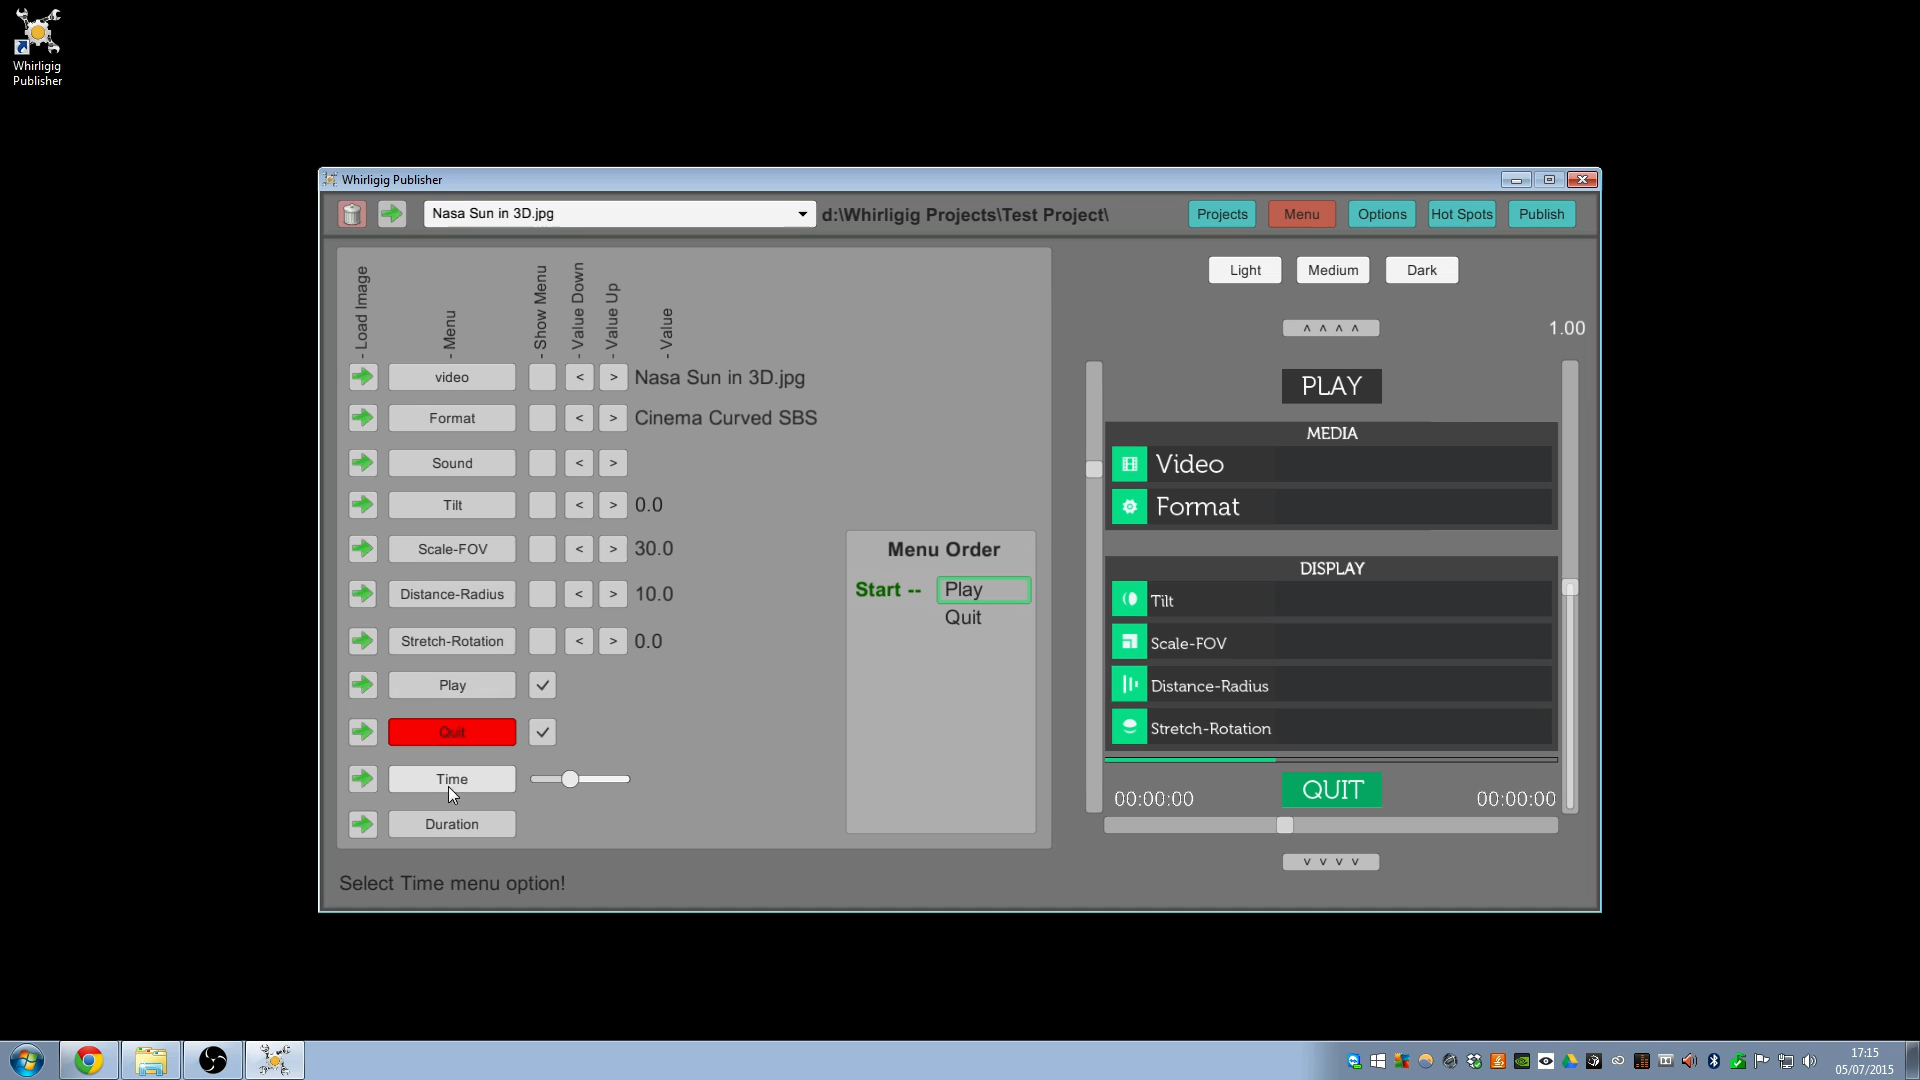 Whirligig
Publisher
Whirligig Publisher
Nasa Sun in 3D.jpg
d:\Whirligig Projects\Test Project\
Projects
Menu
Options
Hot Spots
Publish
- Load Image
- Menu
- Show Menu
- Value Down
- Value Up
- Value
video
<
>
Nasa Sun in 3D.jpg
Format
<
>
Cinema Curved SBS
Sound
<
>
Tilt
<
>
0.0
Scale-FOV
<
>
30.0
Distance-Radius
<
>
10.0
Stretch-Rotation
<
>
0.0
Play
Quit
Time
Duration
Menu Order
Start --
Play
Quit
Select Time menu option!
Light
Medium
Dark
^ ^ ^ ^
1.00
PLAY
MEDIA
Video
Format
DISPLAY
Tilt
Scale-FOV
Distance-Radius
Stretch-Rotation
00:00:00
QUIT
00:00:00
v v v v
17:15
05/07/2015